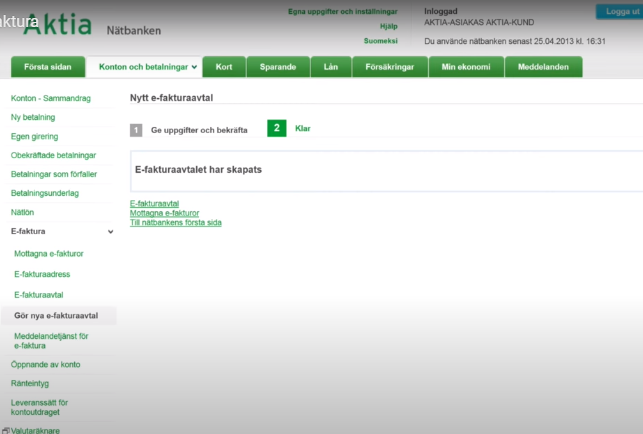 ktura
Aktia Nätbanken
Egna uppgifter och inställningar
Hjälp
Suomeksi
Inloggad
AKTIA-ASIAKAS AKTIA-KUND
Du använde nätbanken senast 25.04.2013 kl. 16:31
Logga ut
Första sidan Konton och betalningar Kort Sparande Lån Försäkringar Min ekonomi Meddelanden
Konton - Sammandrag
Ny betalning
Egen girering
Obekräftade betalningar
Betalningar som förfaller
Betalningsunderlag
Nätlön
E-faktura
Mottagna e-fakturor
E-fakturaadress
E-fakturaavtal
Gör nya e-fakturaavtal
Meddelandetjänst för
e-faktura
Öppnande av konto
Ränteintyg
Leveranssätt för
kontoutdraget
Valutaräknare
Nytt e-fakturaavtal
1 Ge uppgifter och bekräfta 2 Klar
E-fakturaavtalet har skapats
E-fakturaavtal
Mottagna e-fakturor
Till nätbankens första sida